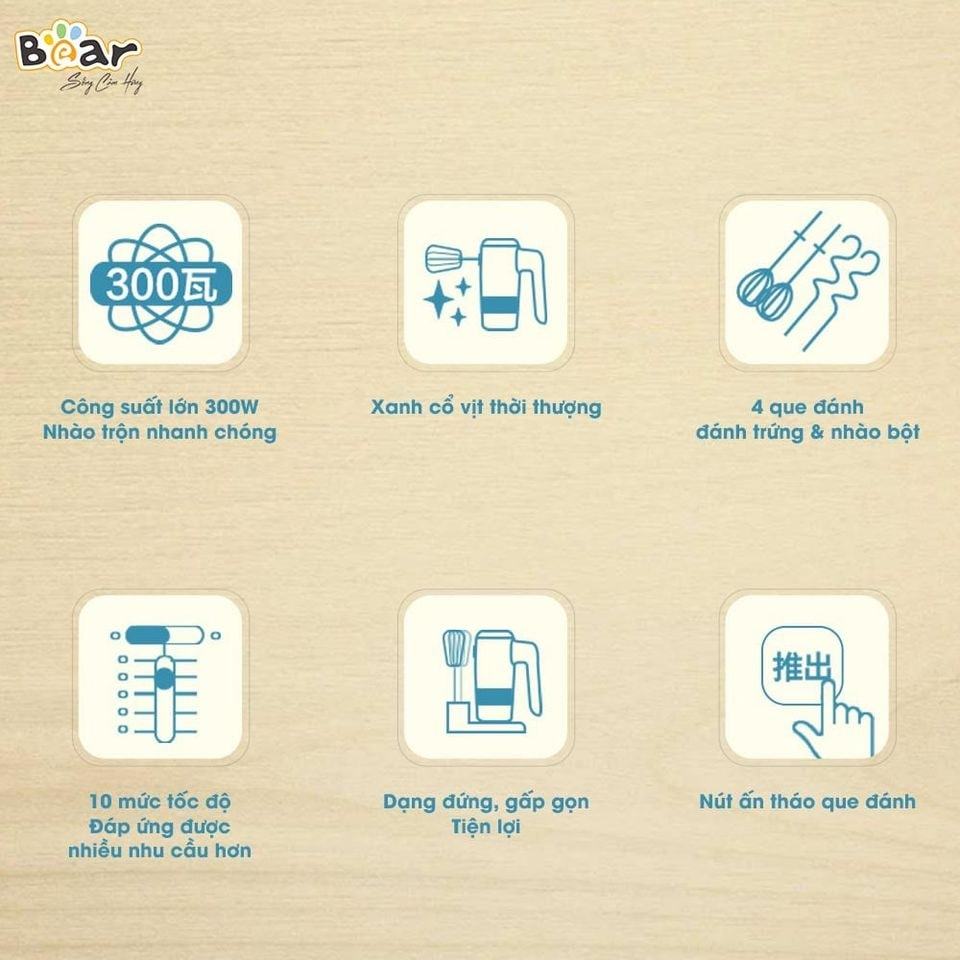 Bear
Sống Cảm Hứng
300瓦
Công suất lớn 300W
Nhào trộn nhanh chóng
Xanh cổ vịt thời thượng
4 que đánh
đánh trứng & nhào bột
10 mức tốc độ
Đáp ứng được
nhiều nhu cầu hơn
Dạng đứng, gấp gọn
Tiện lợi
推出
Nút ấn tháo que đánh